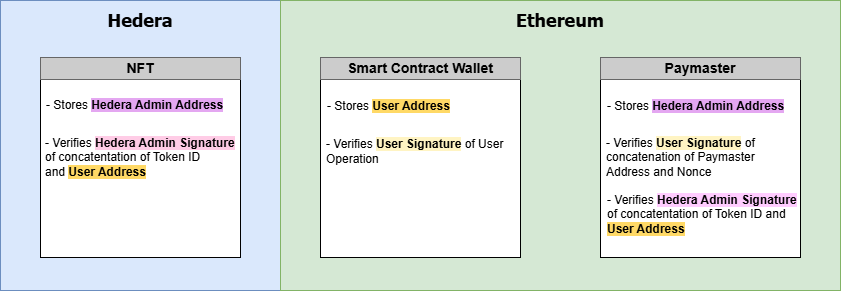 Hedera
NFT
- Stores Hedera Admin Address
- Verifies Hedera Admin Signature
of concatentation of Token ID
and User Address
Ethereum
Smart Contract Wallet
- Stores User Address
- Verifies User Signature of User
Operation
Paymaster
- Stores Hedera Admin Address
- Verifies User Signature of
concatenation of Paymaster
Address and Nonce
- Verifies Hedera Admin Signature
of concatentation of Token ID and
User Address